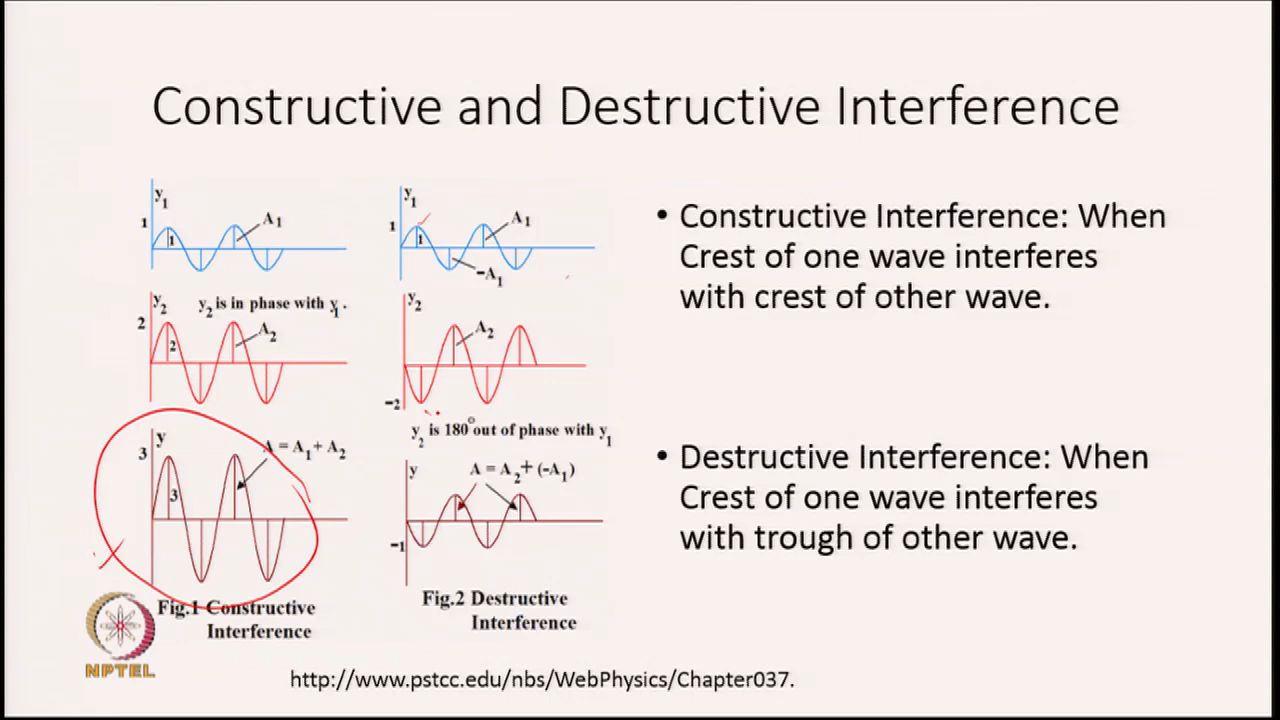 Constructive and Destructive Interference
y1
1
1
A1
y2
y2 is in phase with y1.
2
2
A2
y
3
3
A = A1 + A2
Fig.1 Constructive
Interference
y1
1
1
A1
-A1
y2
A2
-2
y2 is 180° out of phase with y1
y
A = A2 + (-A1)
-1
Fig.2 Destructive
Interference
• Constructive Interference: When
Crest of one wave interferes
with crest of other wave.
• Destructive Interference: When
Crest of one wave interferes
with trough of other wave.
NPTEL
http://www.pstcc.edu/nbs/WebPhysics/Chapter037.